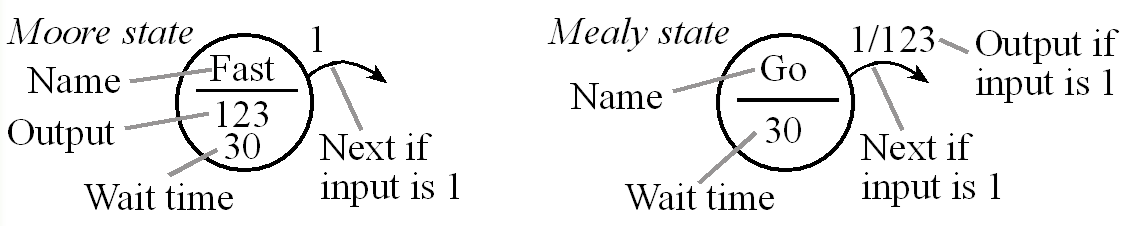 Moore state
1
Name
Fast
Output
123
30
Wait time
Next if
input is 1
Mealy state
1/123
Output if
input is 1
Name
Go
30
Wait time
Next if
input is 1